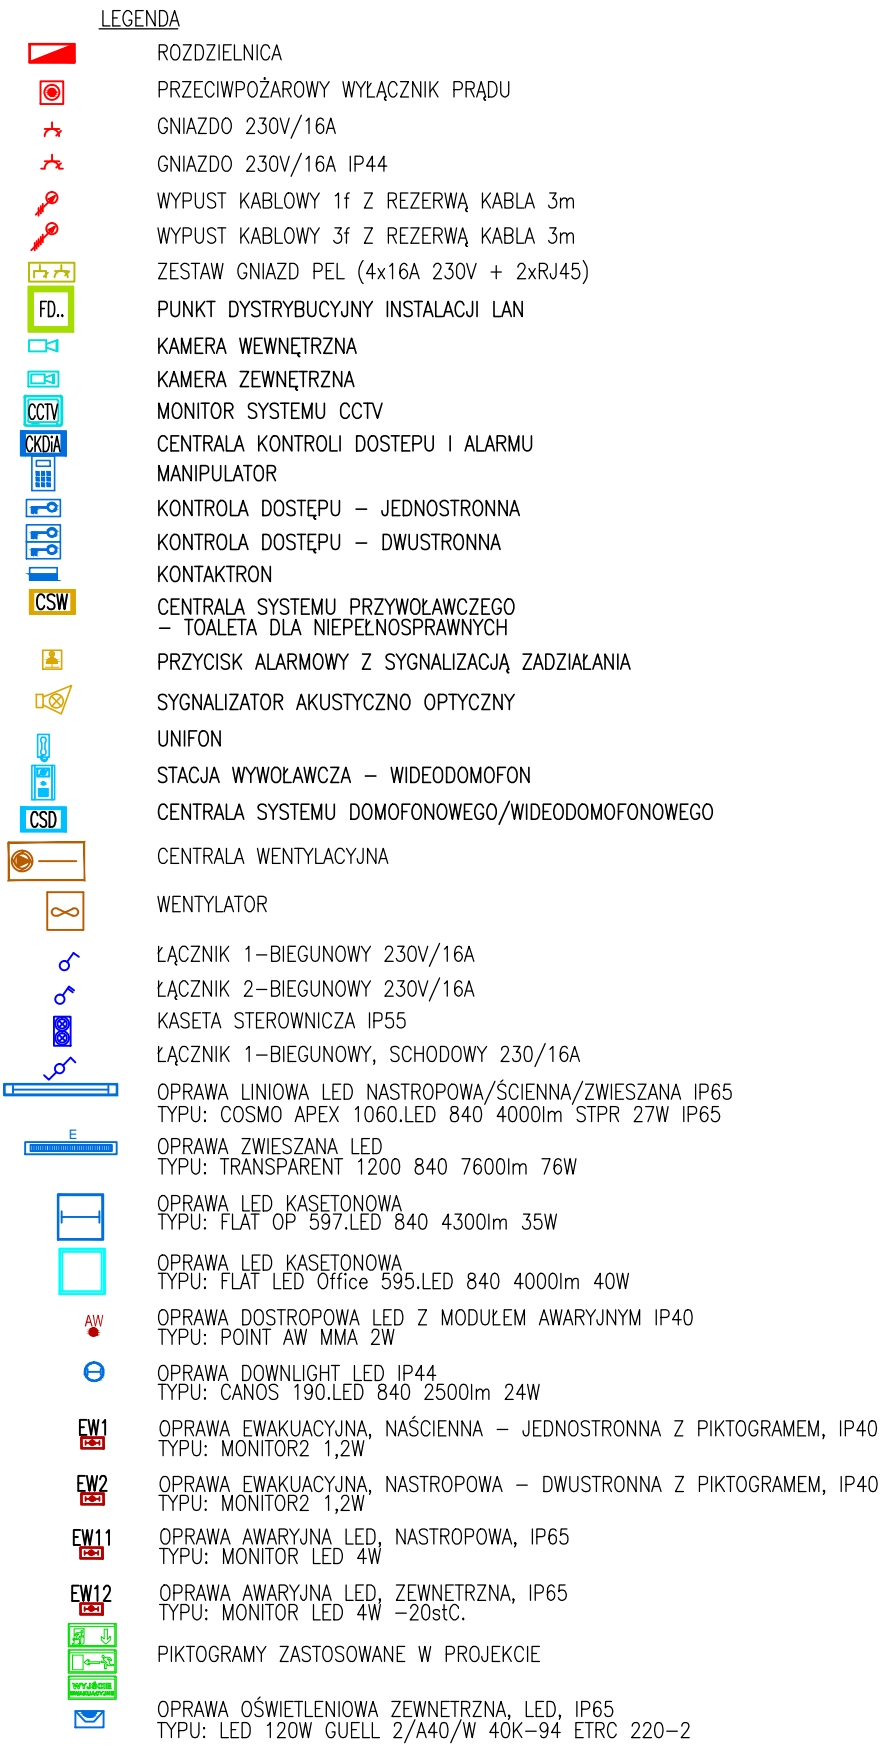 LEGENDA
ROZDZIELNICA
PRZECIWPOŻAROWY WYŁĄCZNIK PRĄDU
GNIAZDO 230V/16A
GNIAZDO 230V/16A IP44
WYPUST KABLOWY 1f Z REZERWĄ KABLA 3m
WYPUST KABLOWY 3f Z REZERWĄ KABLA 3m
ZESTAW GNIAZD PEL (4x16A 230V + 2xRJ45)
FD.. PUNKT DYSTRYBUCYJNY INSTALACJI LAN
KAMERA WEWNĘTRZNA
KAMERA ZEWNĘTRZNA
CCTV MONITOR SYSTEMU CCTV
CKDiA CENTRALA KONTROLI DOSTEPU I ALARMU
MANIPULATOR
KONTROLA DOSTĘPU – JEDNOSTRONNA
KONTROLA DOSTĘPU – DWUSTRONNA
KONTAKTRON
CSW CENTRALA SYSTEMU PRZYWOŁAWCZEGO
– TOALETA DLA NIEPEŁNOSPRAWNYCH
PRZYCISK ALARMOWY Z SYGNALIZACJĄ ZADZIAŁANIA
SYGNALIZATOR AKUSTYCZNO OPTYCZNY
UNIFON
STACJA WYWOŁAWCZA – WIDEODOMOFON
CSD CENTRALA SYSTEMU DOMOFONOWEGO/WIDEODOMOFONOWEGO
CENTRALA WENTYLACYJNA
WENTYLATOR
ŁĄCZNIK 1–BIEGUNOWY 230V/16A
ŁĄCZNIK 2–BIEGUNOWY 230V/16A
KASETA STEROWNICZA IP55
ŁĄCZNIK 1–BIEGUNOWY, SCHODOWY 230/16A
OPRAWA LINIOWA LED NASTROPOWA/ŚCIENNA/ZWIESZANA IP65
TYPU: COSMO APEX 1060.LED 840 4000lm STPR 27W IP65
E
OPRAWA ZWIESZANA LED
TYPU: TRANSPARENT 1200 840 7600lm 76W
OPRAWA LED KASETONOWA
TYPU: FLAT OP 597.LED 840 4300lm 35W
OPRAWA LED KASETONOWA
TYPU: FLAT LED Office 595.LED 840 4000lm 40W
AW OPRAWA DOSTROPOWA LED Z MODUŁEM AWARYJNYM IP40
TYPU: POINT AW MMA 2W
OPRAWA DOWNLIGHT LED IP44
TYPU: CANOS 190.LED 840 2500lm 24W
EW1 OPRAWA EWAKUACYJNA, NAŚCIENNA – JEDNOSTRONNA Z PIKTOGRAMEM, IP40
TYPU: MONITOR2 1,2W
EW2 OPRAWA EWAKUACYJNA, NASTROPOWA – DWUSTRONNA Z PIKTOGRAMEM, IP40
TYPU: MONITOR2 1,2W
EW11 OPRAWA AWARYJNA LED, NASTROPOWA, IP65
TYPU: MONITOR LED 4W
EW12 OPRAWA AWARYJNA LED, ZEWNETRZNA, IP65
TYPU: MONITOR LED 4W –20stC.
PIKTOGRAMY ZASTOSOWANE W PROJEKCIE
WYJŚCIE
EWAKUACYJNE
OPRAWA OŚWIETLENIOWA ZEWNETRZNA, LED, IP65
TYPU: LED 120W GUELL 2/A40/W 40K–94 ETRC 220–2